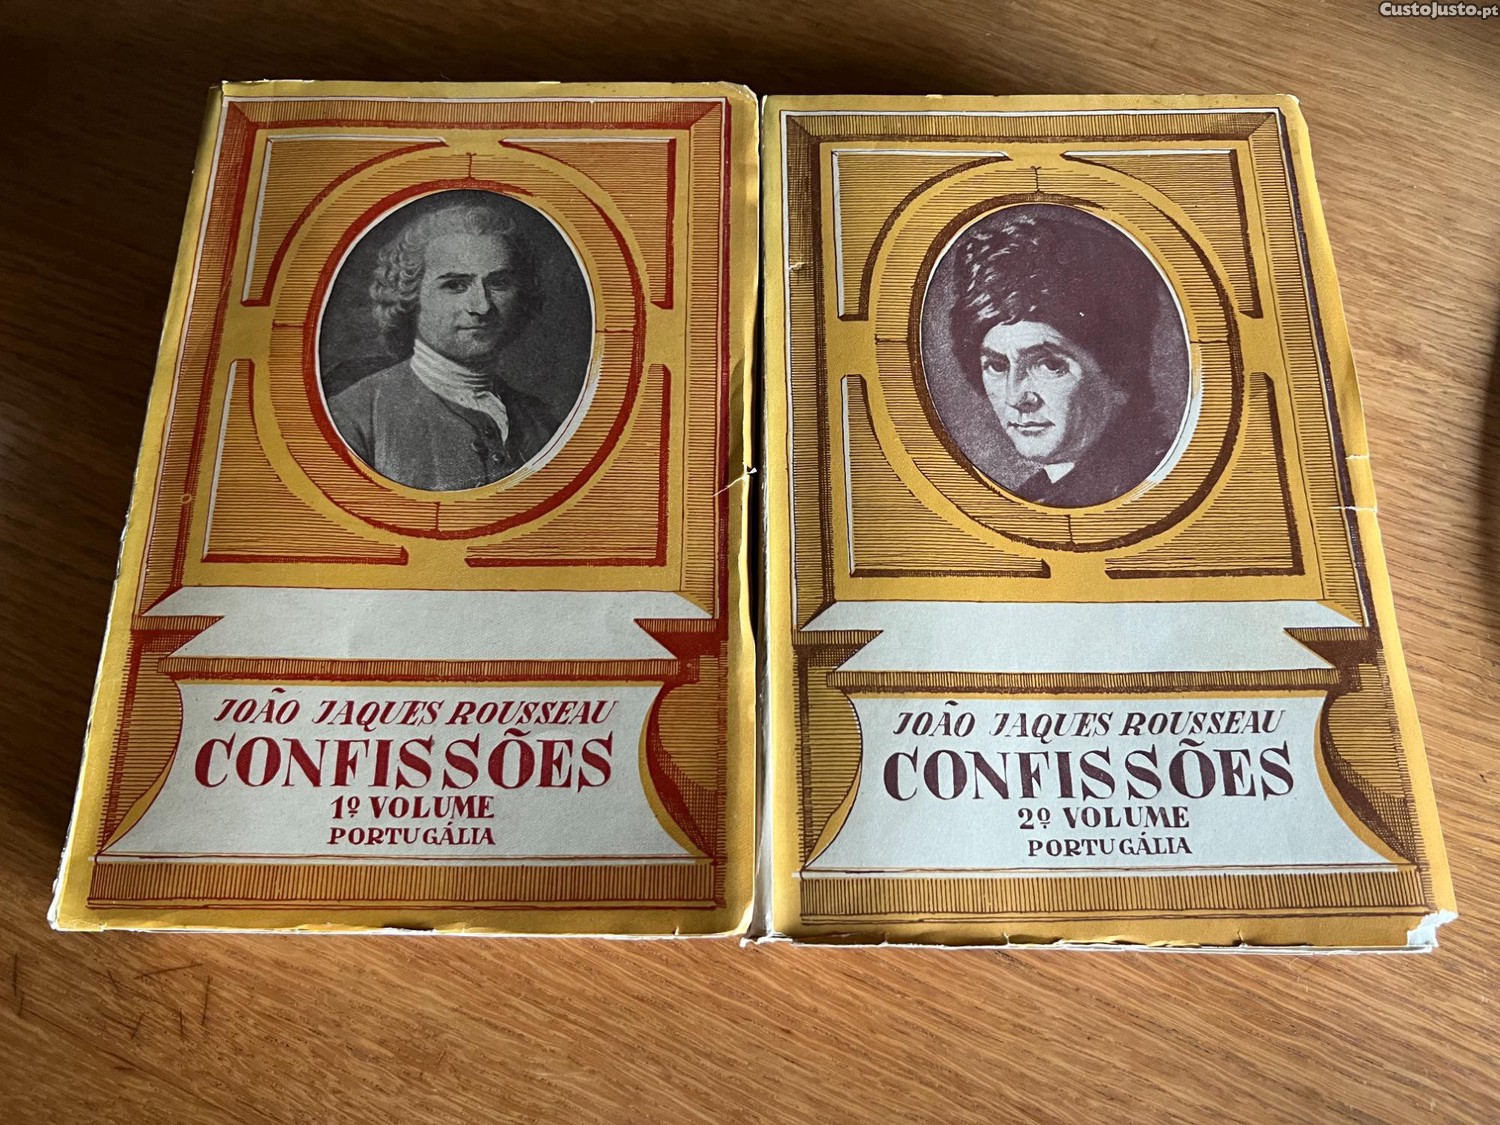 CustoJusto.pt
JOÃO JAQUES ROUSSEAU
CONFISSÕES
1º VOLUME
PORTUGÁLIA
JOÃO JAQUES ROUSSEAU
CONFISSÕES
2º VOLUME
PORTUGÁLIA